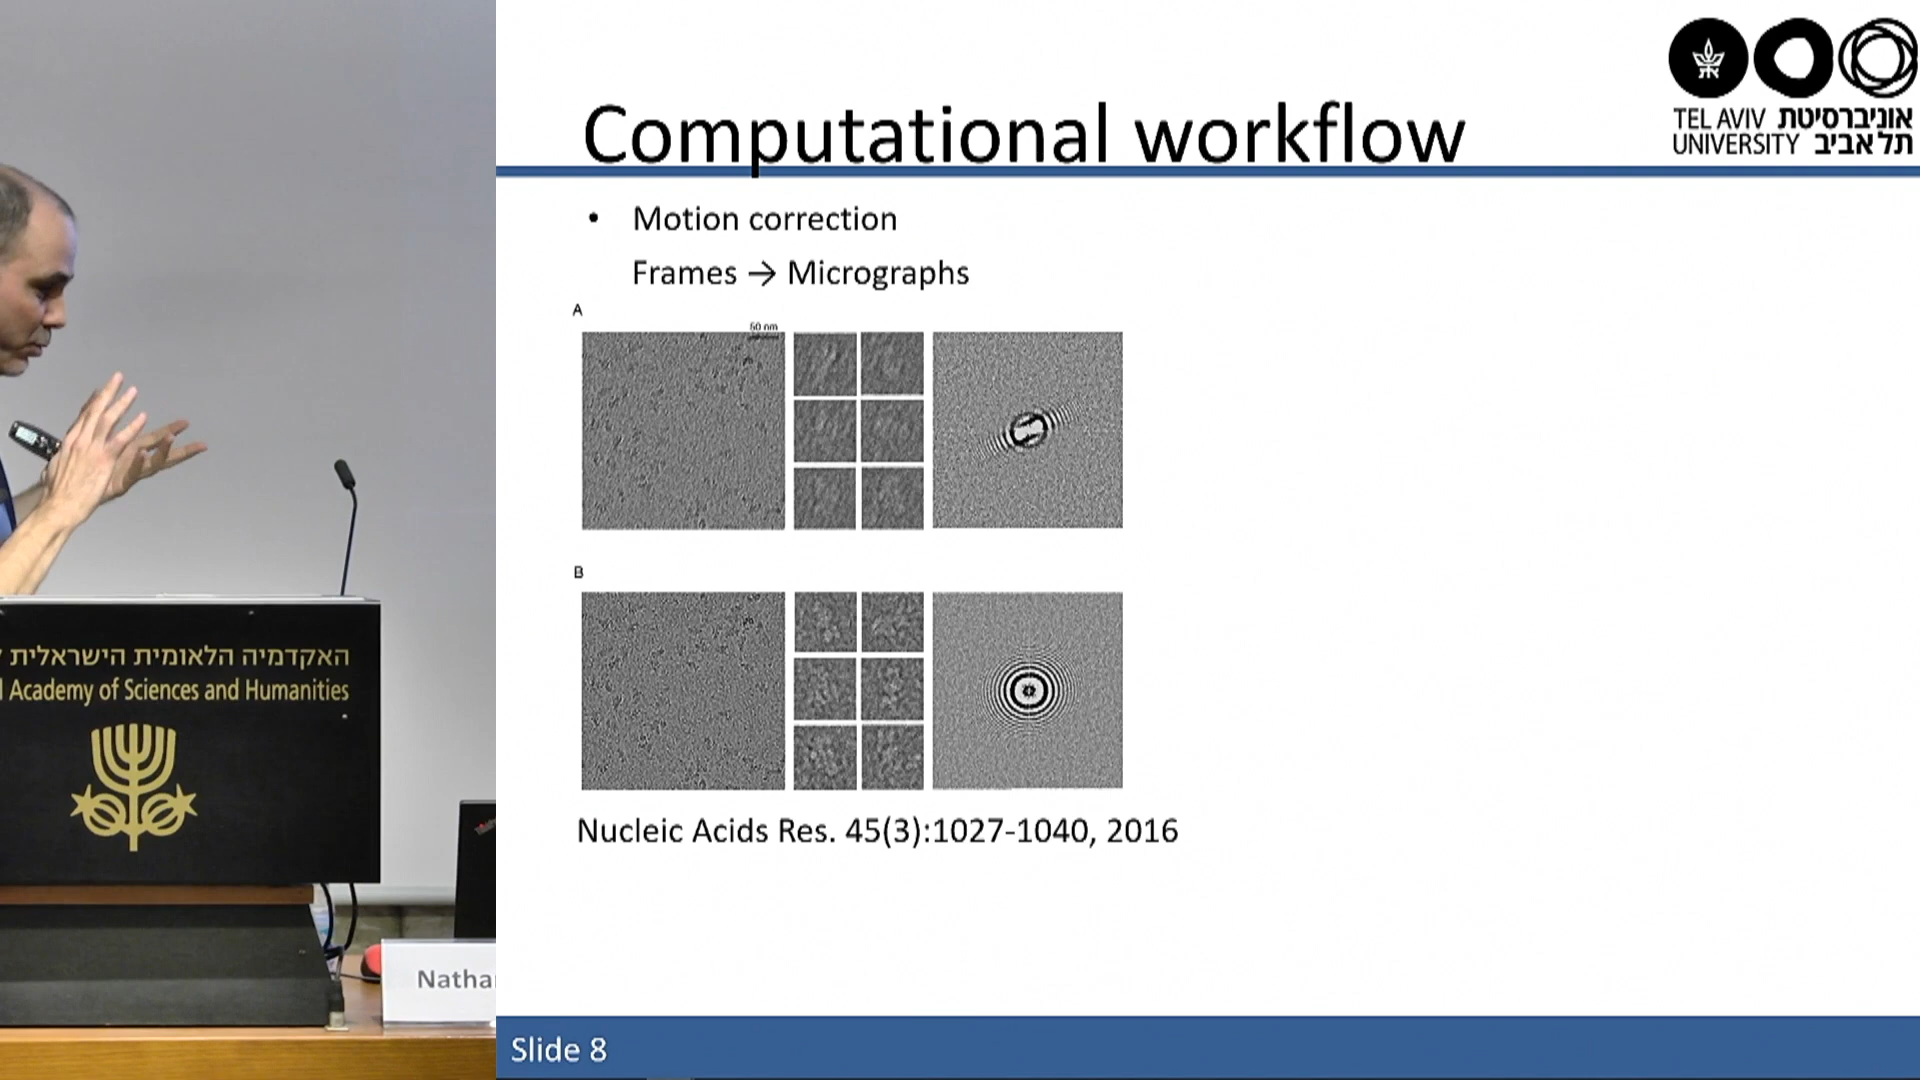 Computational workflow
TEL AVIV אוניברסיטת
UNIVERSITY תל אביב
• Motion correction
Frames → Micrographs
A
50 nm
B
Nucleic Acids Res. 45(3):1027-1040, 2016
Slide 8
האקדמיה הלאומית הישראלית
Academy of Sciences and Humanities
Natha